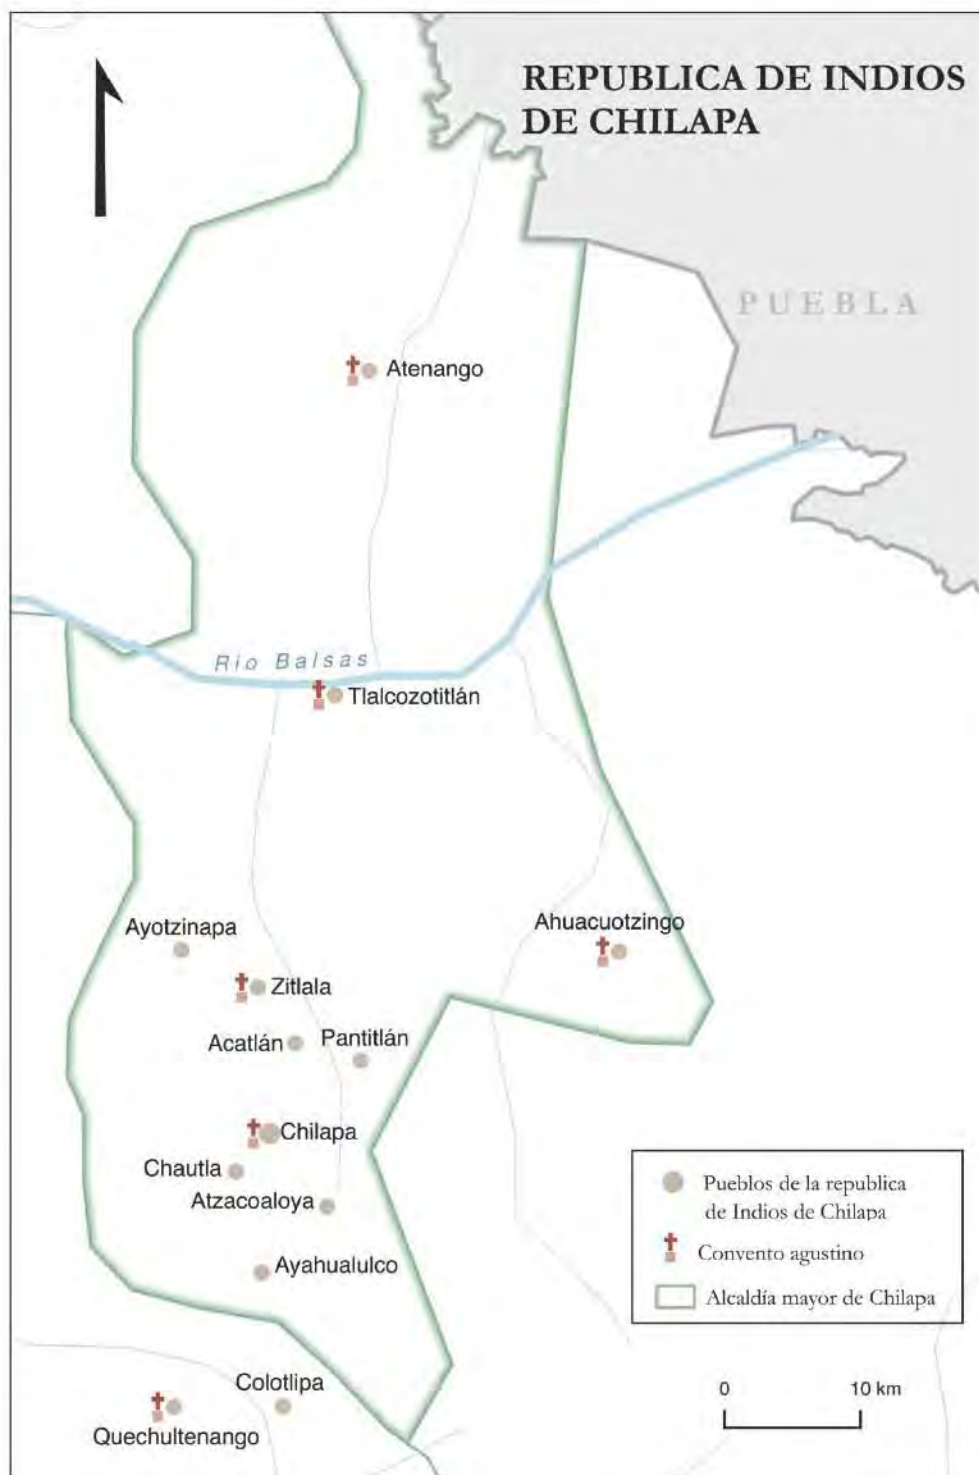 REPUBLICA DE INDIOS
DE CHILAPA
PUEBLA
Atenango
Rio Balsas
Tlalcozotitlán
Ayotzinapa
Ahuacuotzingo
Zitlala
Acatlán
Pantitlán
Chilapa
Chautla
Atzacoaloya
Ayahualulco
Colotlipa
Quechultenango
Pueblos de la republica
de Indios de Chilapa
Convento agustino
Alcaldía mayor de Chilapa
0 10 km